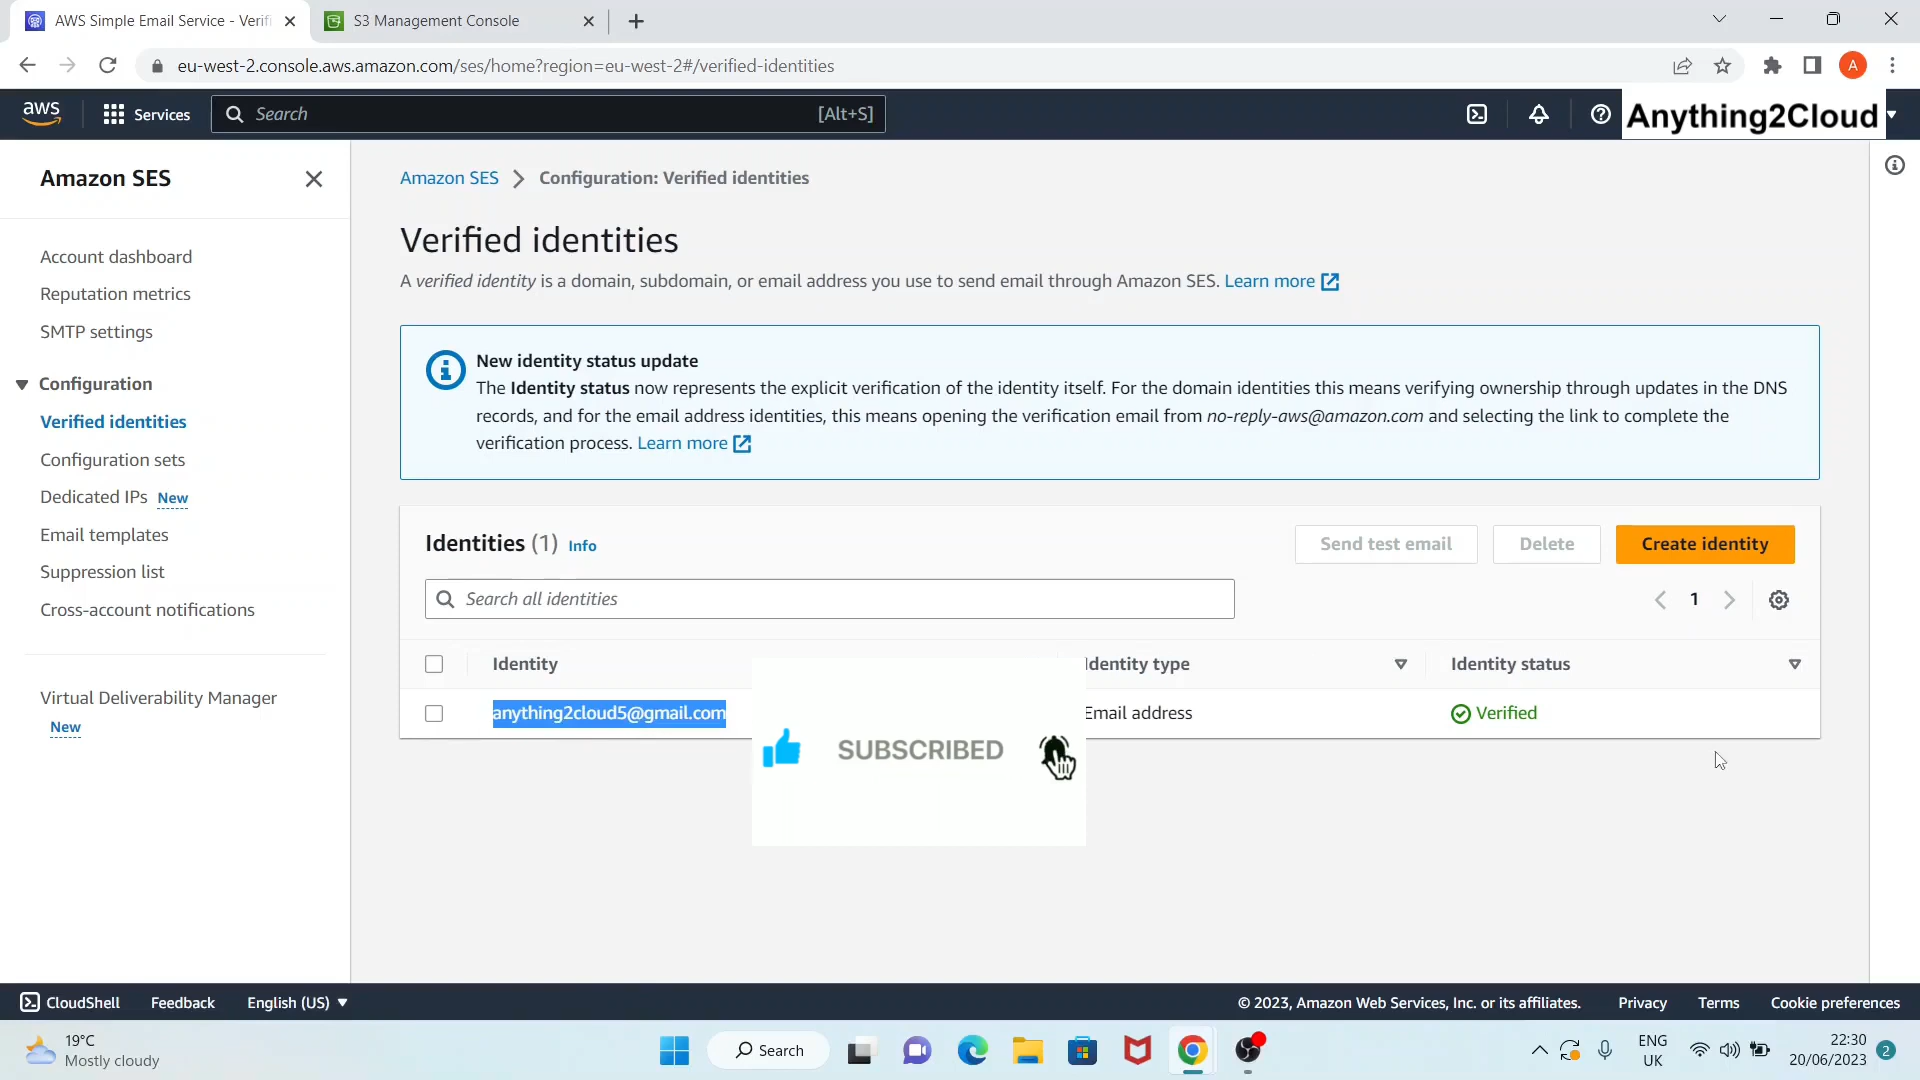 AWS Simple Email Service - Verifi
S3 Management Console
eu-west-2.console.aws.amazon.com/ses/home?region=eu-west-2#/verified-identities
A
aws
Services
Search
[Alt+S]
Anything2Cloud
Amazon SES
Account dashboard
Reputation metrics
SMTP settings
Configuration
Verified identities
Configuration sets
Dedicated IPs New
Email templates
Suppression list
Cross-account notifications
Virtual Deliverability Manager
New
Amazon SES > Configuration: Verified identities
Verified identities
A verified identity is a domain, subdomain, or email address you use to send email through Amazon SES. Learn more
New identity status update
The Identity status now represents the explicit verification of the identity itself. For the domain identities this means verifying ownership through updates in the DNS
records, and for the email address identities, this means opening the verification email from no-reply-aws@amazon.com and selecting the link to complete the
verification process. Learn more
Identities (1) Info
Send test email
Delete
Create identity
Search all identities
1
Identity
Identity type
Identity status
anything2cloud5@gmail.com
Email address
Verified
SUBSCRIBED
CloudShell
Feedback
English (US)
© 2023, Amazon Web Services, Inc. or its affiliates.
Privacy
Terms
Cookie preferences
19°C
Mostly cloudy
Search
ENG
UK
22:30
20/06/2023
2